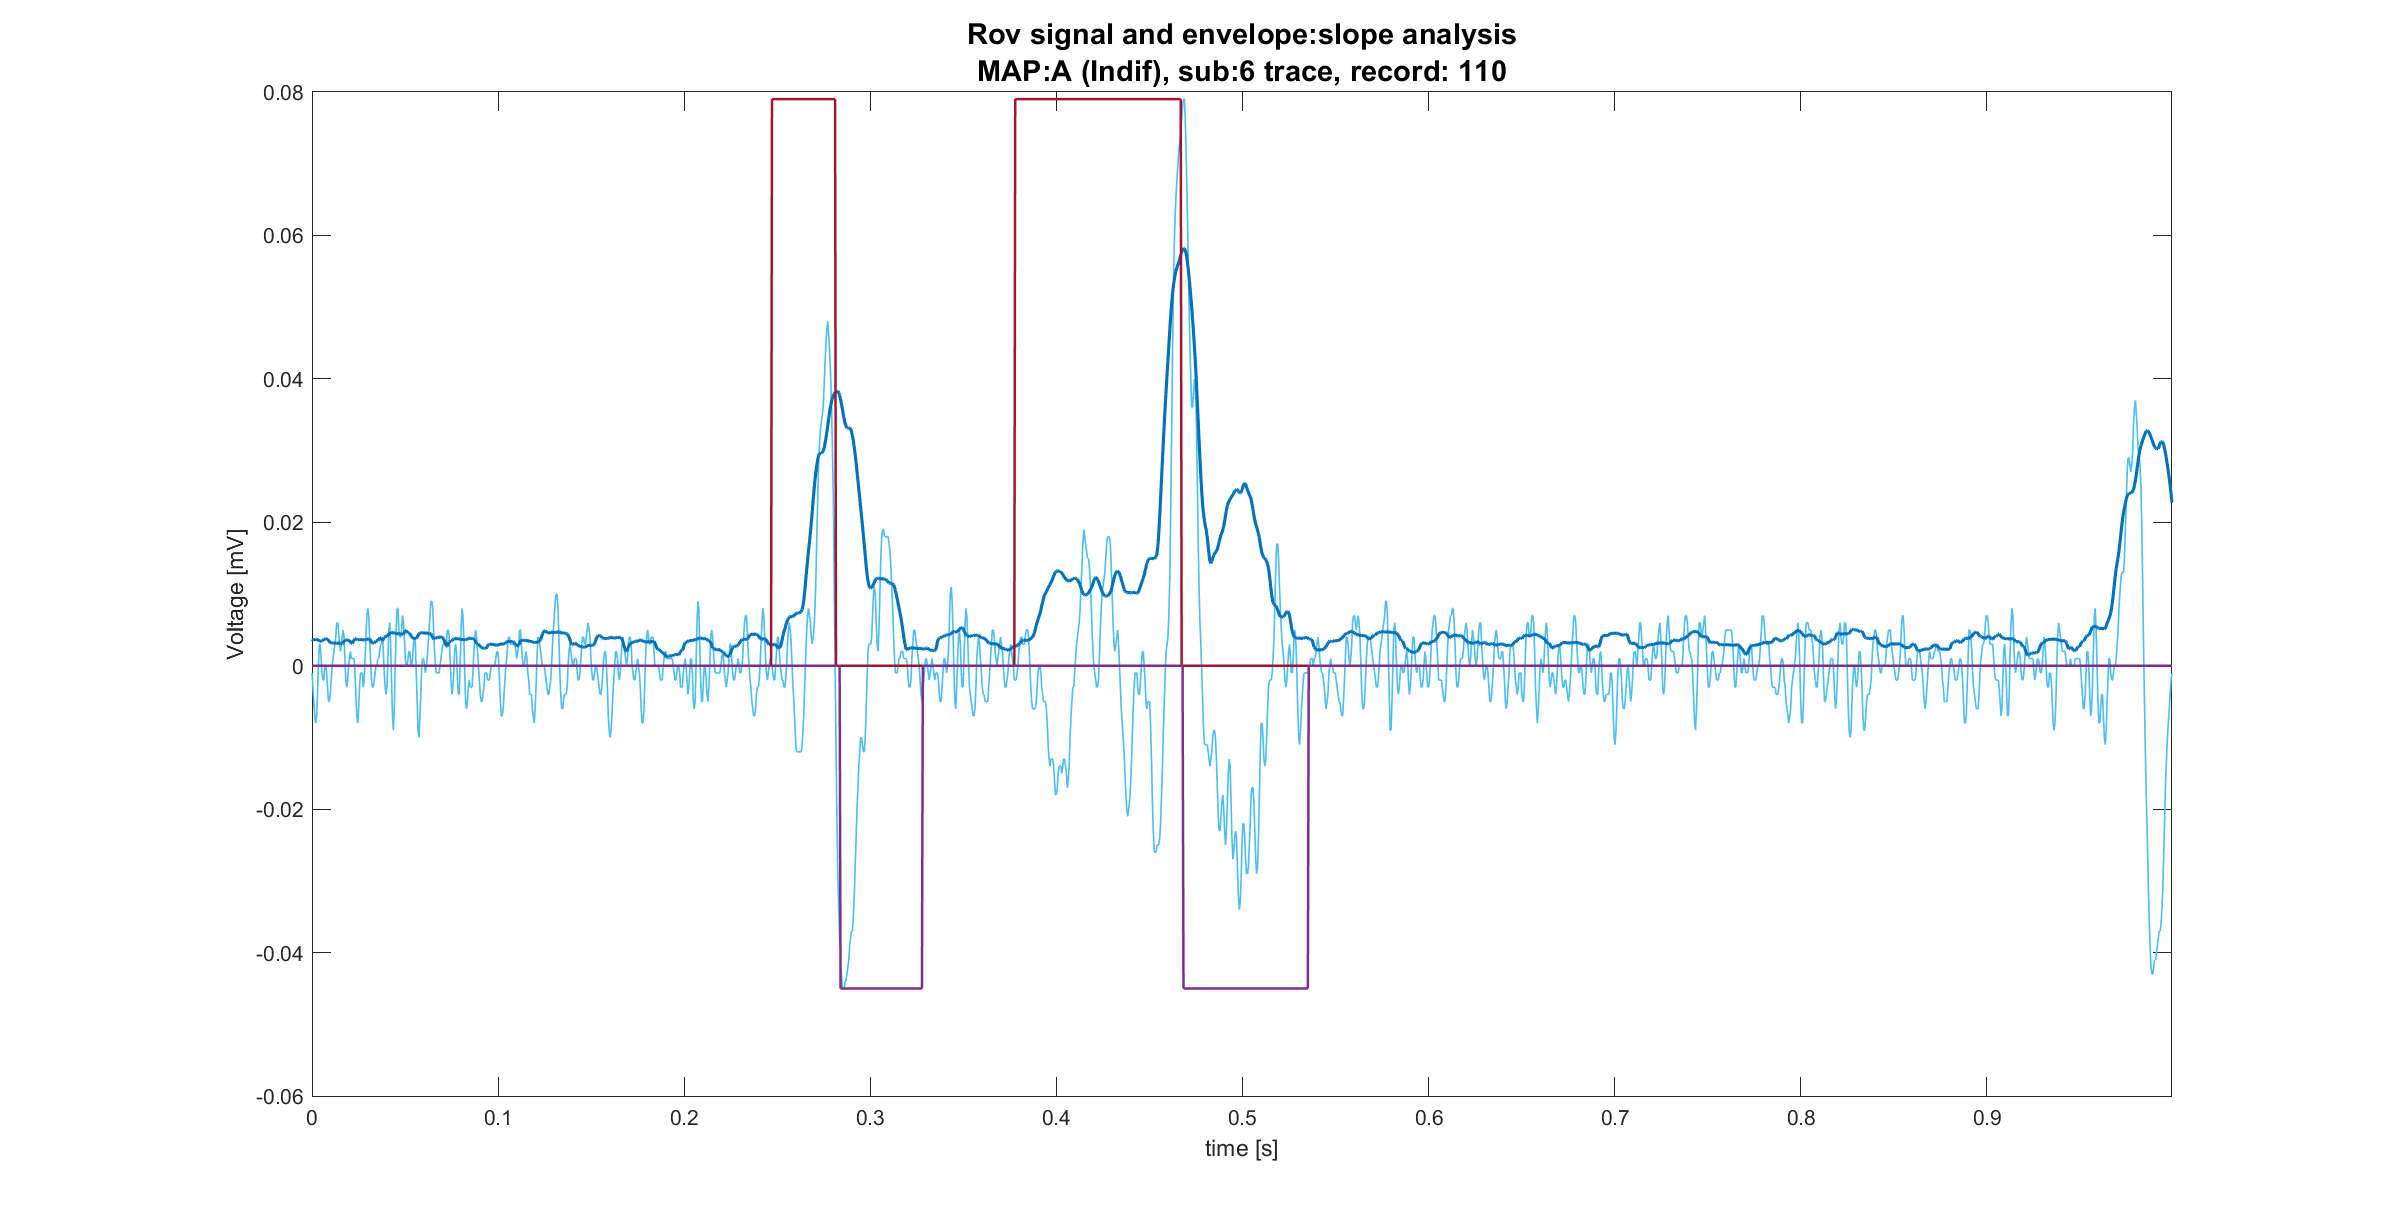 Rov signal and envelope:slope analysis
MAP:A (Indif), sub:6 trace, record: 110
0.08
0.06
0.04
0.02
0
-0.02
-0.04
-0.06
Voltage [mV]
0 0.1 0.2 0.3 0.4 0.5 0.6 0.7 0.8 0.9
time [s]